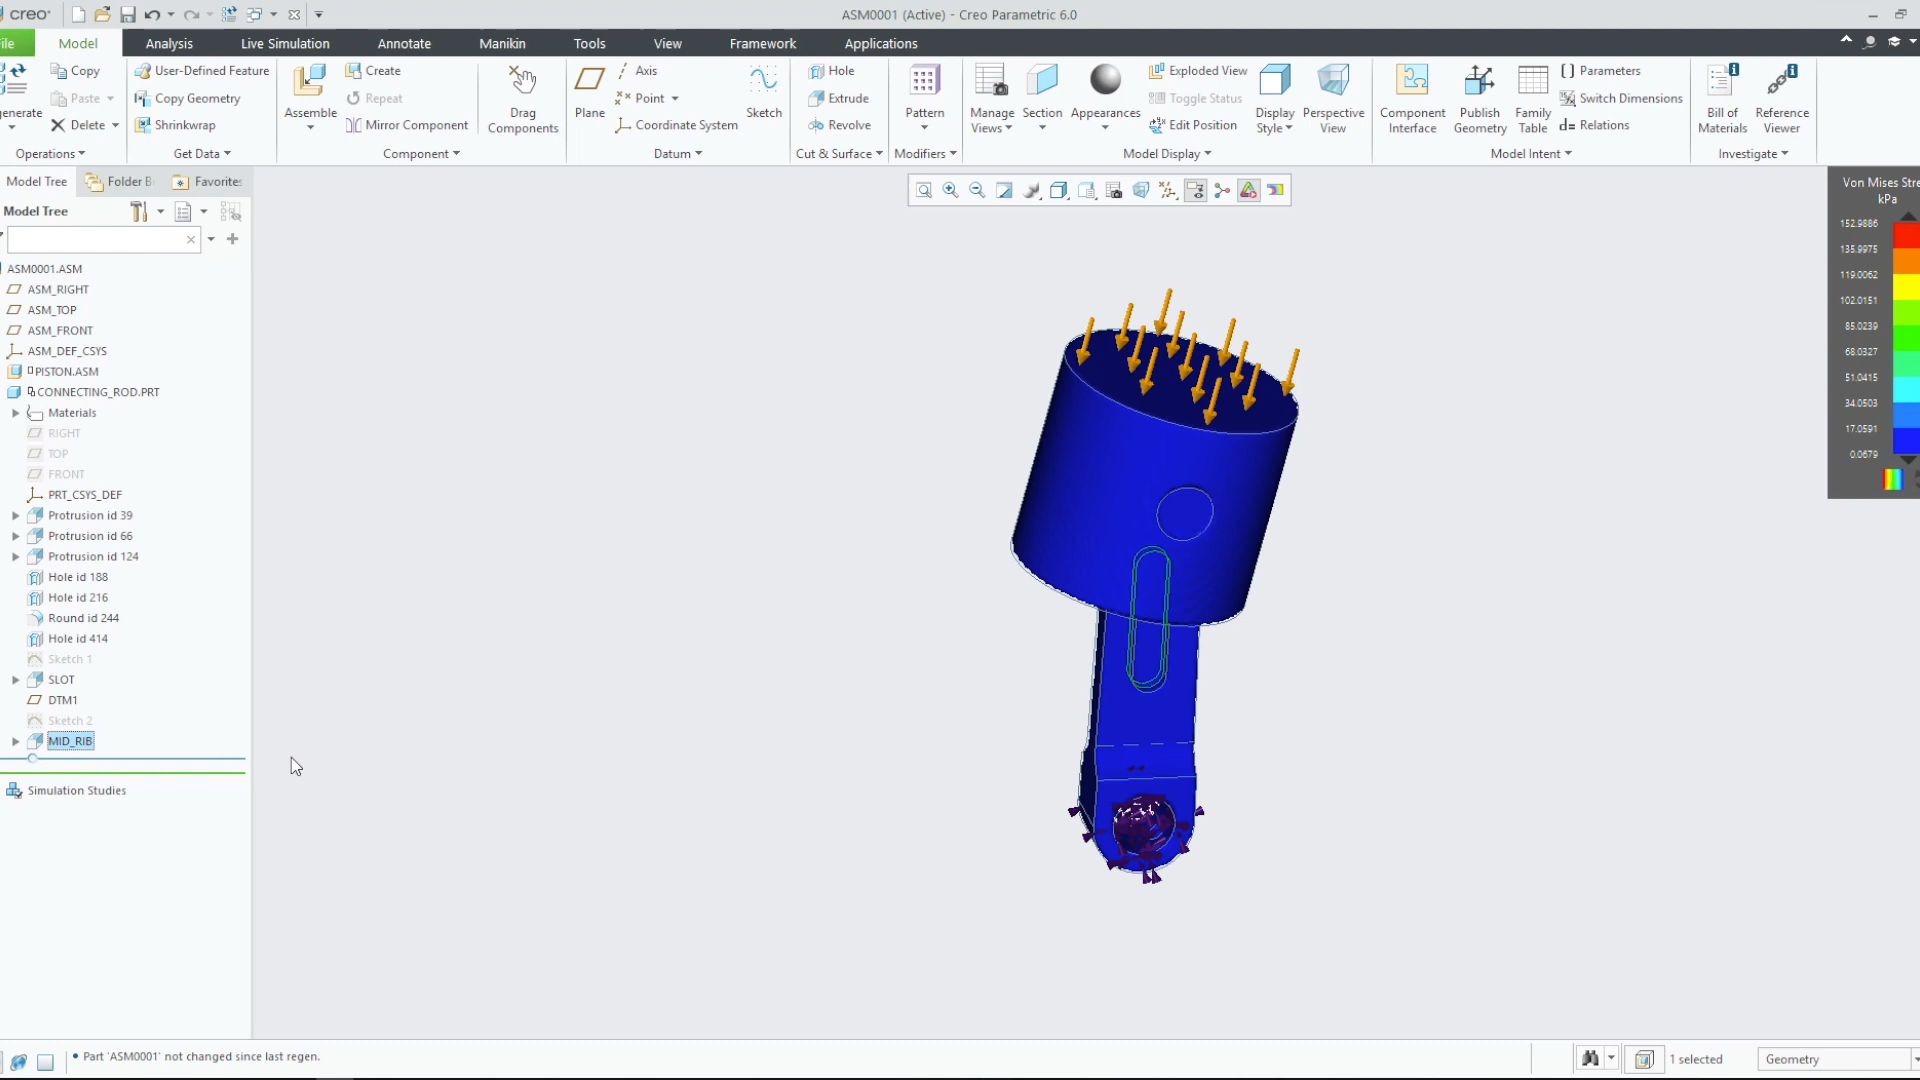 creo
ASM0001 (Active) - Creo Parametric 6.0
ile
Model
Analysis
Live Simulation
Annotate
Manikin
Tools
View
Framework
Applications
enerate
Copy
Paste
Delete
Operations
User-Defined Feature
Copy Geometry
Shrinkwrap
Get Data
Assemble
Create
Repeat
Mirror Component
Component
Drag
Components
Plane
Axis
Point
Coordinate System
Sketch
Datum
Hole
Extrude
Revolve
Cut & Surface
Pattern
Modifiers
Manage
Views
Section
Appearances
Exploded View
Toggle Status
Edit Position
Display
Style
Perspective
View
Model Display
Component
Interface
Publish
Geometry
Family
Table
Parameters
Switch Dimensions
d= Relations
Model Intent
Bill of
Materials
Reference
Viewer
Investigate
Model Tree
Folder B
Favorites
Model Tree
ASM0001.ASM
ASM_RIGHT
ASM_TOP
ASM_FRONT
ASM_DEF_CSYS
PISTON.ASM
CONNECTING_ROD.PRT
Materials
RIGHT
TOP
FRONT
PRT_CSYS_DEF
Protrusion id 39
Protrusion id 66
Protrusion id 124
Hole id 188
Hole id 216
Round id 244
Hole id 414
Sketch 1
SLOT
DTM1
Sketch 2
MID_RIB
Simulation Studies
Von Mises Stre
kPa
152.9886
135.9975
119.0062
102.0151
85.0239
68.0327
51.0415
34.0503
17.0591
0.0679
• Part 'ASM0001' not changed since last regen.
1 selected
Geometry